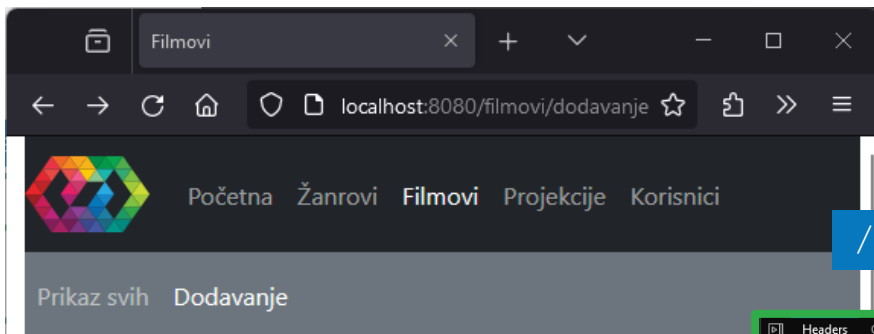 Filmovi
localhost:8080/filmovi/dodavanje
Početna Žanrovi Filmovi Projekcije Korisnici
/
Prikaz svih Dodavanje
Headers